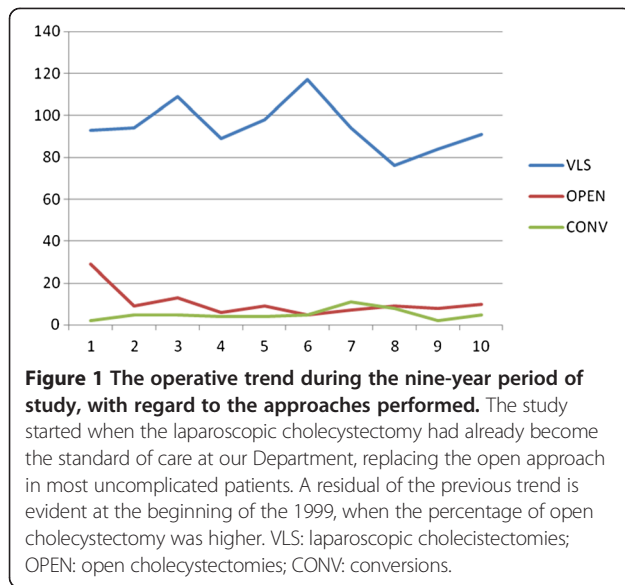 140
120
100
80
60
40
20
0
1 2 3 4 5 6 7 8 9 10
VLS
OPEN
CONV
Figure 1 The operative trend during the nine-year period of
study, with regard to the approaches performed. The study
started when the laparoscopic cholecystectomy had already become
the standard of care at our Department, replacing the open approach
in most uncomplicated patients. A residual of the previous trend is
evident at the beginning of the 1999, when the percentage of open
cholecystectomy was higher. VLS: laparoscopic cholecistectomies;
OPEN: open cholecystectomies; CONV: conversions.